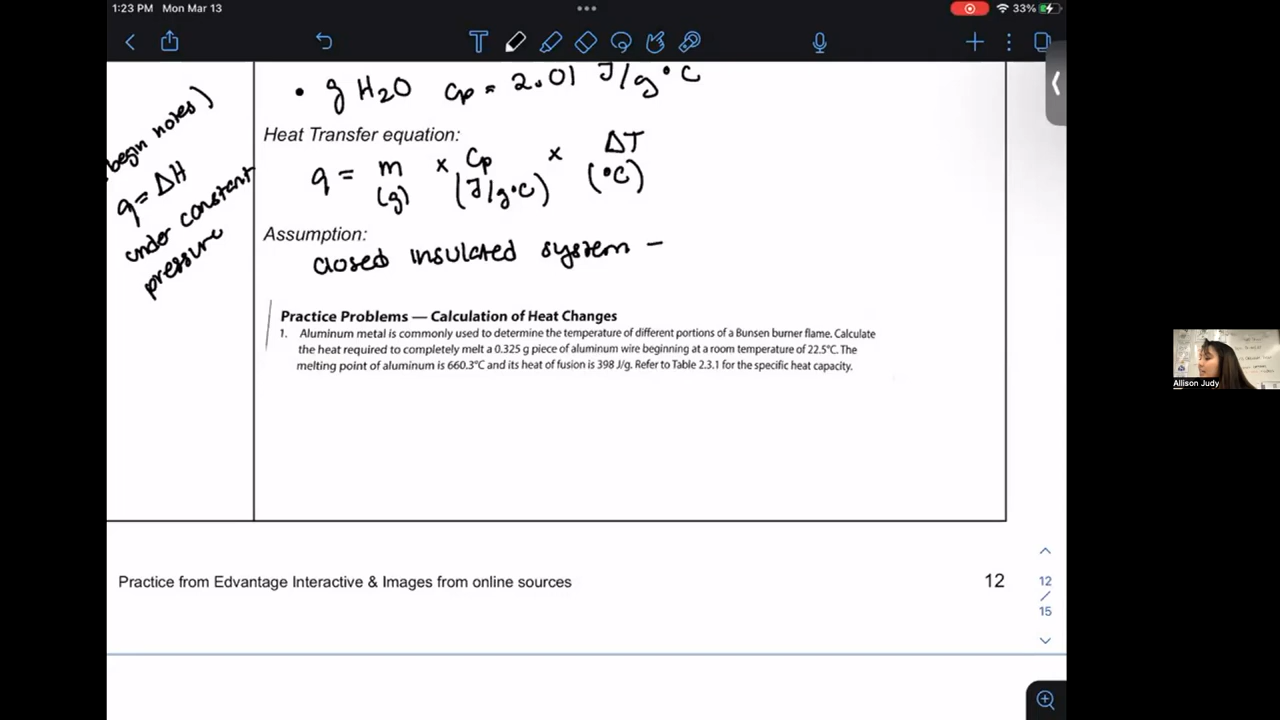 1:23 PM Mon Mar 13
33%
• g H2O Cp = 2.01 J/g°C
begin notes)
q = ΔH
under constant
pressure
Heat Transfer equation:
q = m × Cp × ΔT
(g) (J/g°C) (°C)
Assumption:
closed insulated system –
Practice Problems — Calculation of Heat Changes
1. Aluminum metal is commonly used to determine the temperature of different portions of a Bunsen burner flame. Calculate
the heat required to completely melt a 0.325 g piece of aluminum wire beginning at a room temperature of 22.5°C. The
melting point of aluminum is 660.3°C and its heat of fusion is 398 J/g. Refer to Table 2.3.1 for the specific heat capacity.
Practice from Edvantage Interactive & Images from online sources
12
12
/
15
Allison Judy